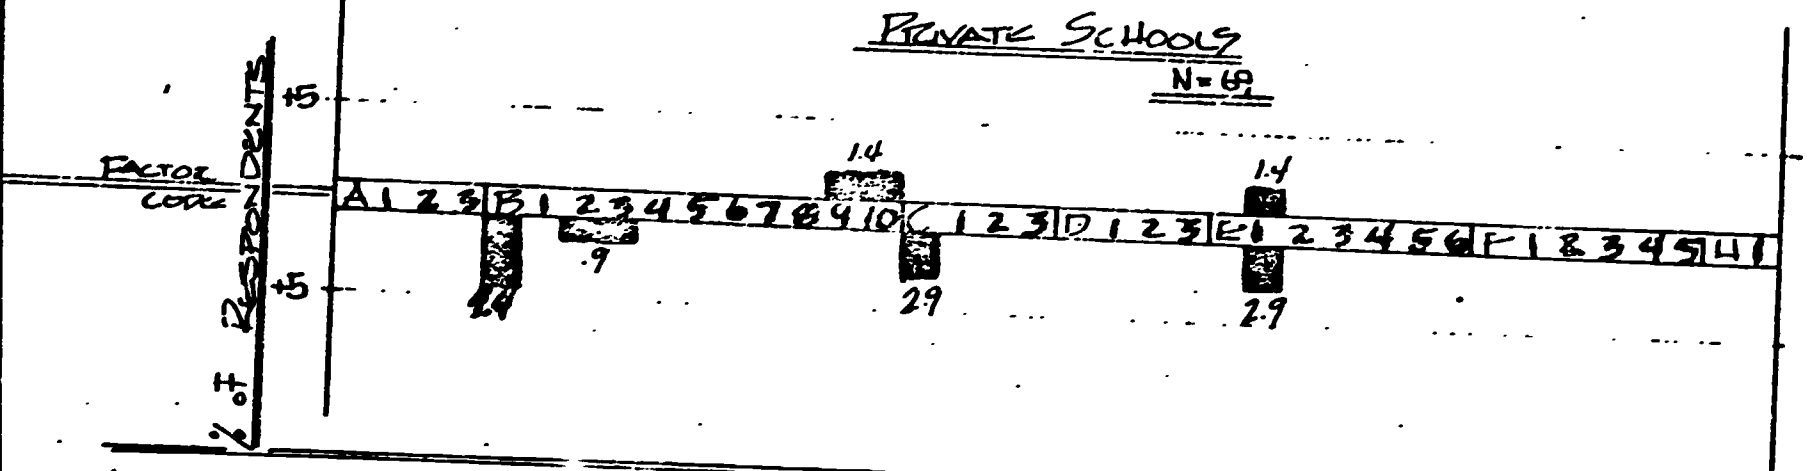 PRIVATE SCHOOLS
N = 69
+5
1.4
1.4
FACTOR
CODE
A 1 2 3 B 1 2 3 4 5 6 7 8 9 10 C 1 2 3 D 1 2 3 E 1 2 3 4 5 6 F 1 2 3 4 5 H 1
.9
+5
2.9
2.9
% OF RESPONDENTS